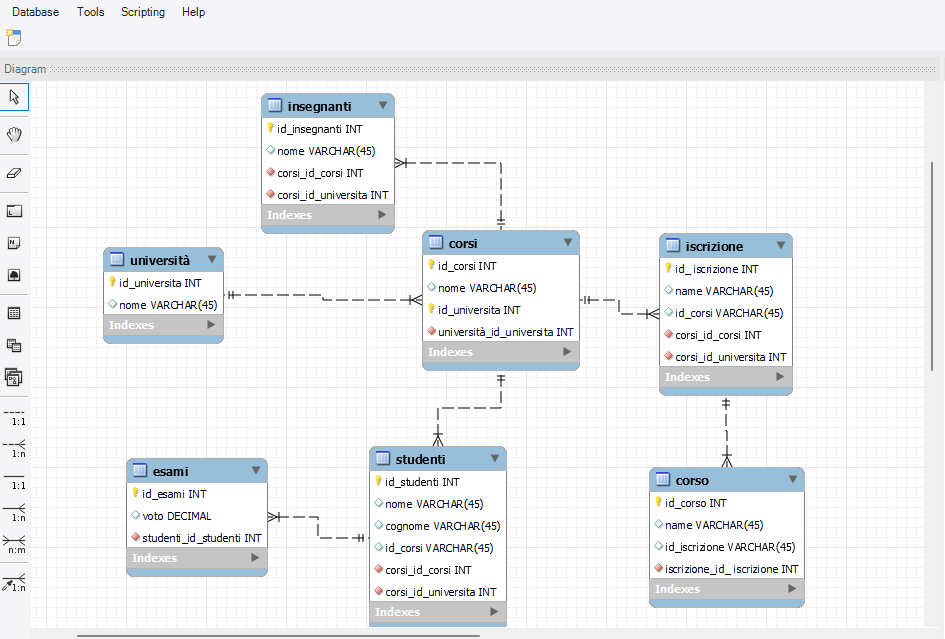 Database Tools Scripting Help
Diagram
insegnanti
id_insegnanti INT
nome VARCHAR(45)
corsi_id_corsi INT
corsi_id_universita INT
Indexes
università
id_universita INT
nome VARCHAR(45)
Indexes
corsi
id_corsi INT
nome VARCHAR(45)
id_universita INT
università_id_universita INT
Indexes
iscrizione
id_ iscrizione INT
name VARCHAR(45)
id_corsi VARCHAR(45)
corsi_id_corsi INT
corsi_id_universita INT
Indexes
esami
id_esami INT
voto DECIMAL
studenti_id_studenti INT
Indexes
studenti
id_studenti INT
nome VARCHAR(45)
cognome VARCHAR(45)
id_corsi VARCHAR(45)
corsi_id_corsi INT
corsi_id_universita INT
Indexes
corso
id_corso INT
name VARCHAR(45)
id_iscrizione VARCHAR(45)
iscrizione_id_ iscrizione INT
Indexes
1:1
1:n
1:1
1:n
n:m
1:n